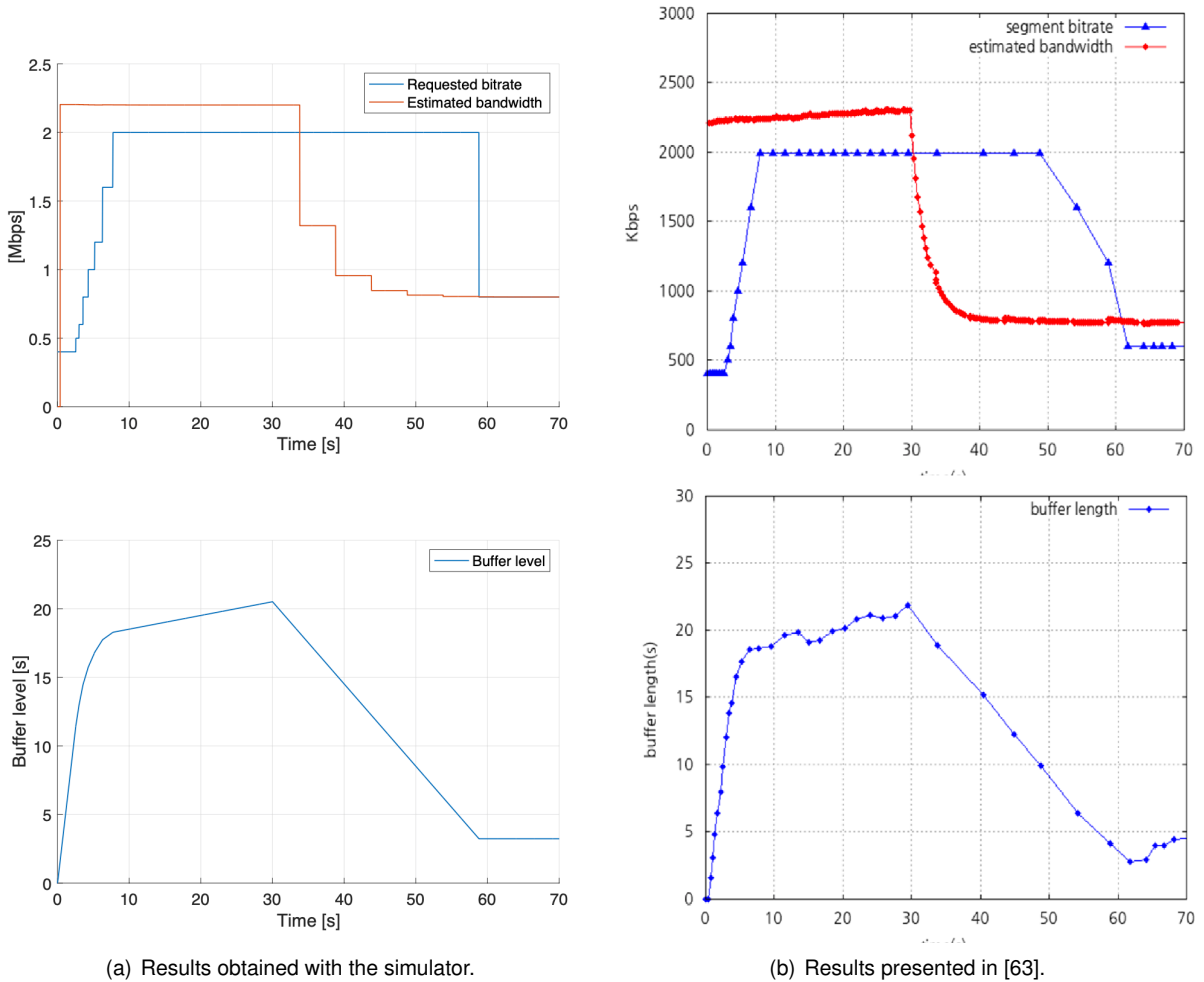 2.5
2
1.5
1
0.5
0
[Mbps]
Requested bitrate
Estimated bandwidth
0 10 20 30 40 50 60 70
Time [s]
3000
2500
2000
1500
1000
500
0
Kbps
segment bitrate
estimated bandwidth
0 10 20 30 40 50 60 70
25
20
15
10
5
0
Buffer level [s]
Buffer level
0 10 20 30 40 50 60 70
Time [s]
30
25
20
15
10
5
0
buffer length(s)
buffer length
0 10 20 30 40 50 60 70
(a) Results obtained with the simulator.
(b) Results presented in [63].